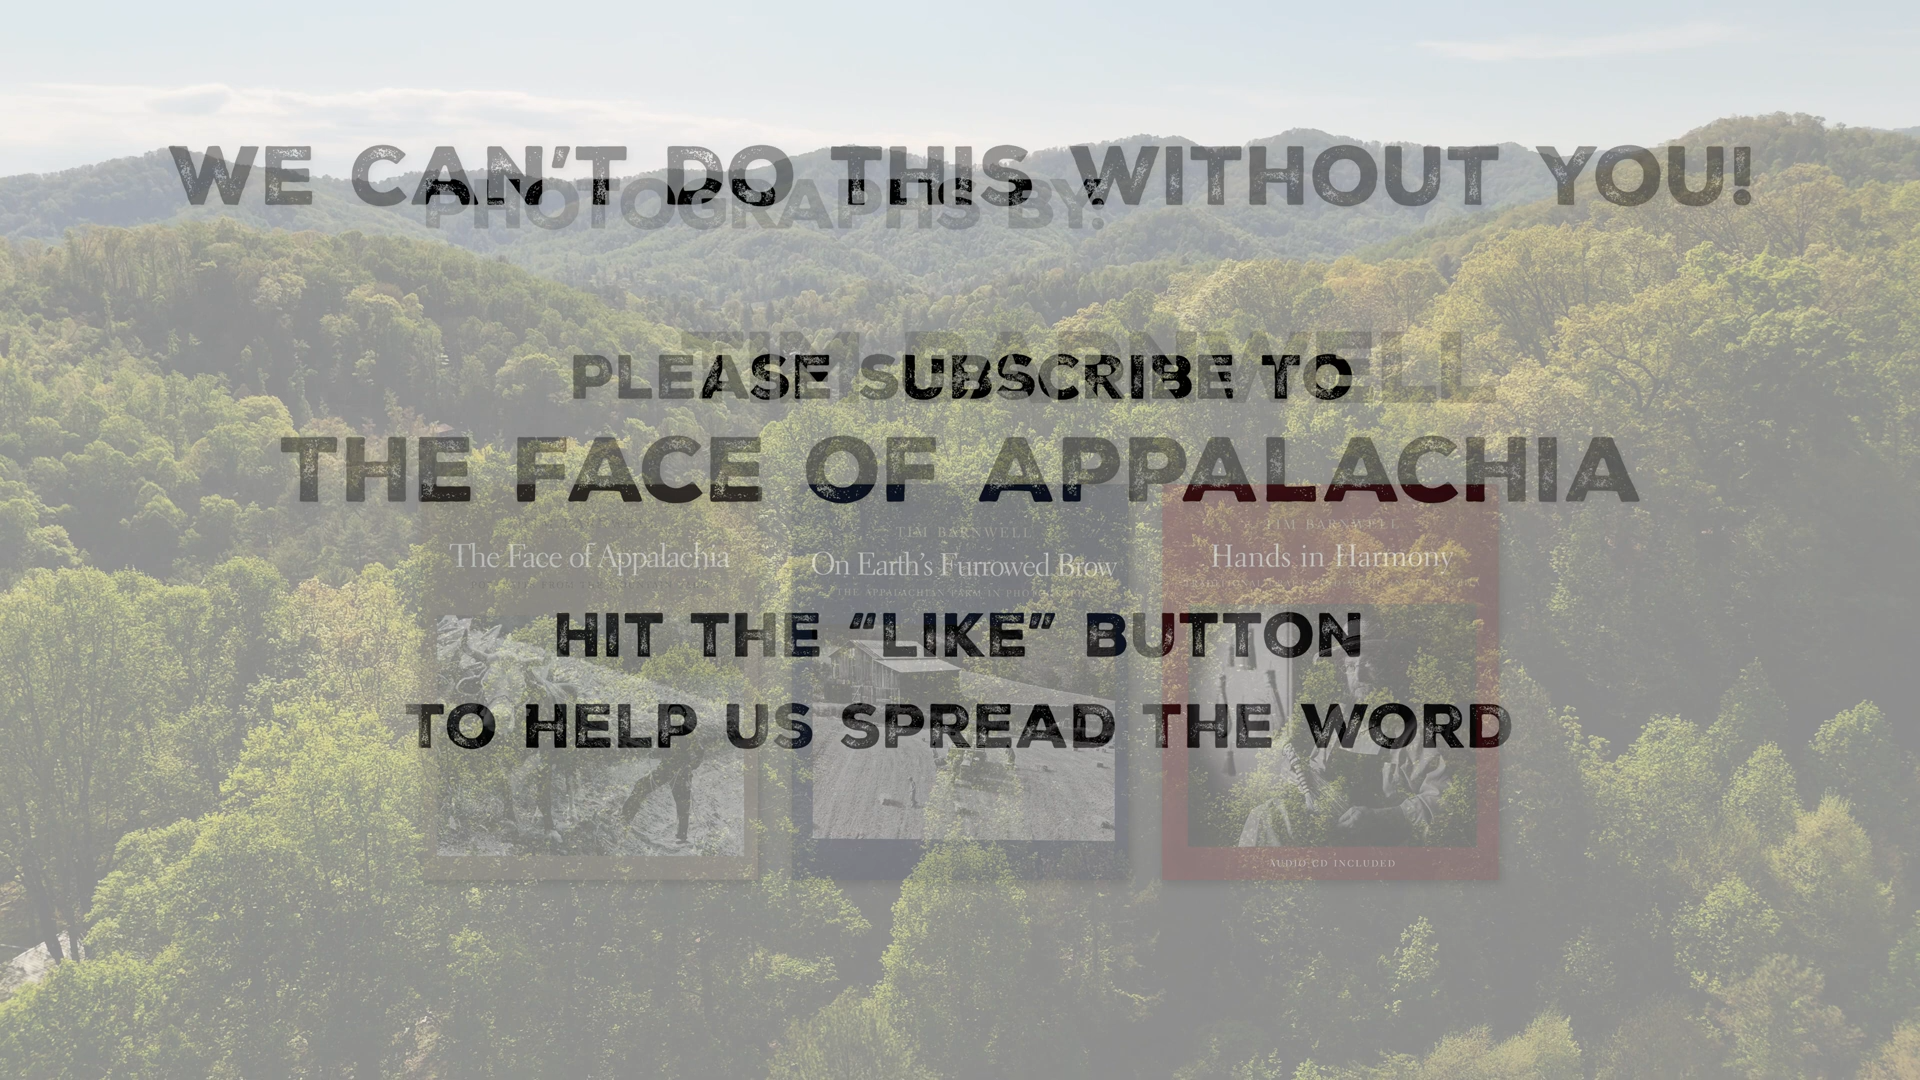 WE CAN'T DO THIS WITHOUT YOU!
PHOTOGRAPHS BY:
TIM BARNWELL
PLEASE SUBSCRIBE TO
THE FACE OF APPALACHIA
The Face of Appalachia
TIM BARNWELL
On Earth's Furrowed Brow
THE APPALACHIAN FARM IN PHOTOGRAPHS
TIM BARNWELL
Hands in Harmony
HIT THE "LIKE" BUTTON
TO HELP US SPREAD THE WORD
AUDIO CD INCLUDED